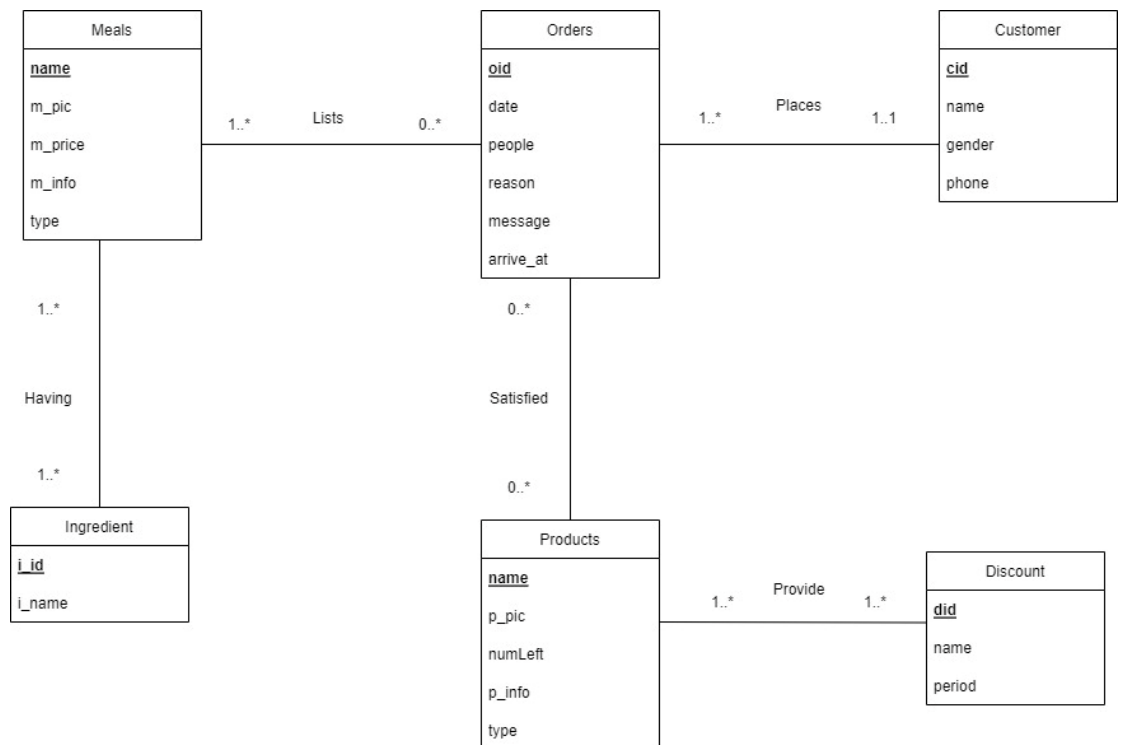 Meals
name
m_pic
m_price
m_info
type
1..*
Lists
0..*
Orders
oid
date
people
reason
message
arrive_at
1..*
Places
1..1
Customer
cid
name
gender
phone
1..*
Having
1..*
Ingredient
i_id
i_name
0..*
Satisfied
0..*
Products
name
p_pic
numLeft
p_info
type
1..*
Provide
1..*
Discount
did
name
period